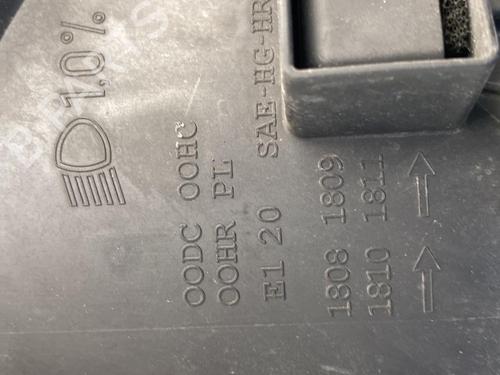 1,0%
OODC OOHC
OOHR PL
E1 20 SAE-HG-HR
1808 1809
1810 1811